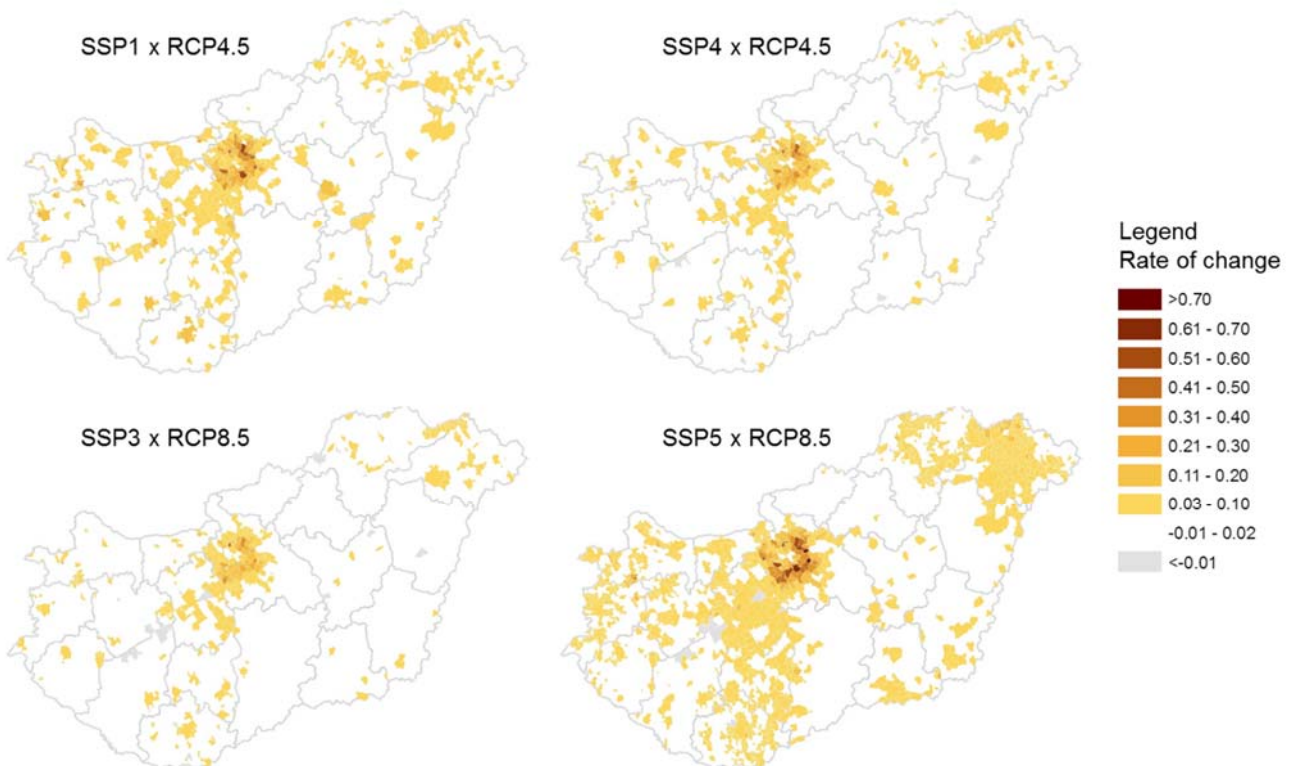 SSP1 x RCP4.5
SSP4 x RCP4.5
SSP3 x RCP8.5
SSP5 x RCP8.5
Legend
Rate of change
>0.70
0.61 - 0.70
0.51 - 0.60
0.41 - 0.50
0.31 - 0.40
0.21 - 0.30
0.11 - 0.20
0.03 - 0.10
-0.01 - 0.02
<-0.01